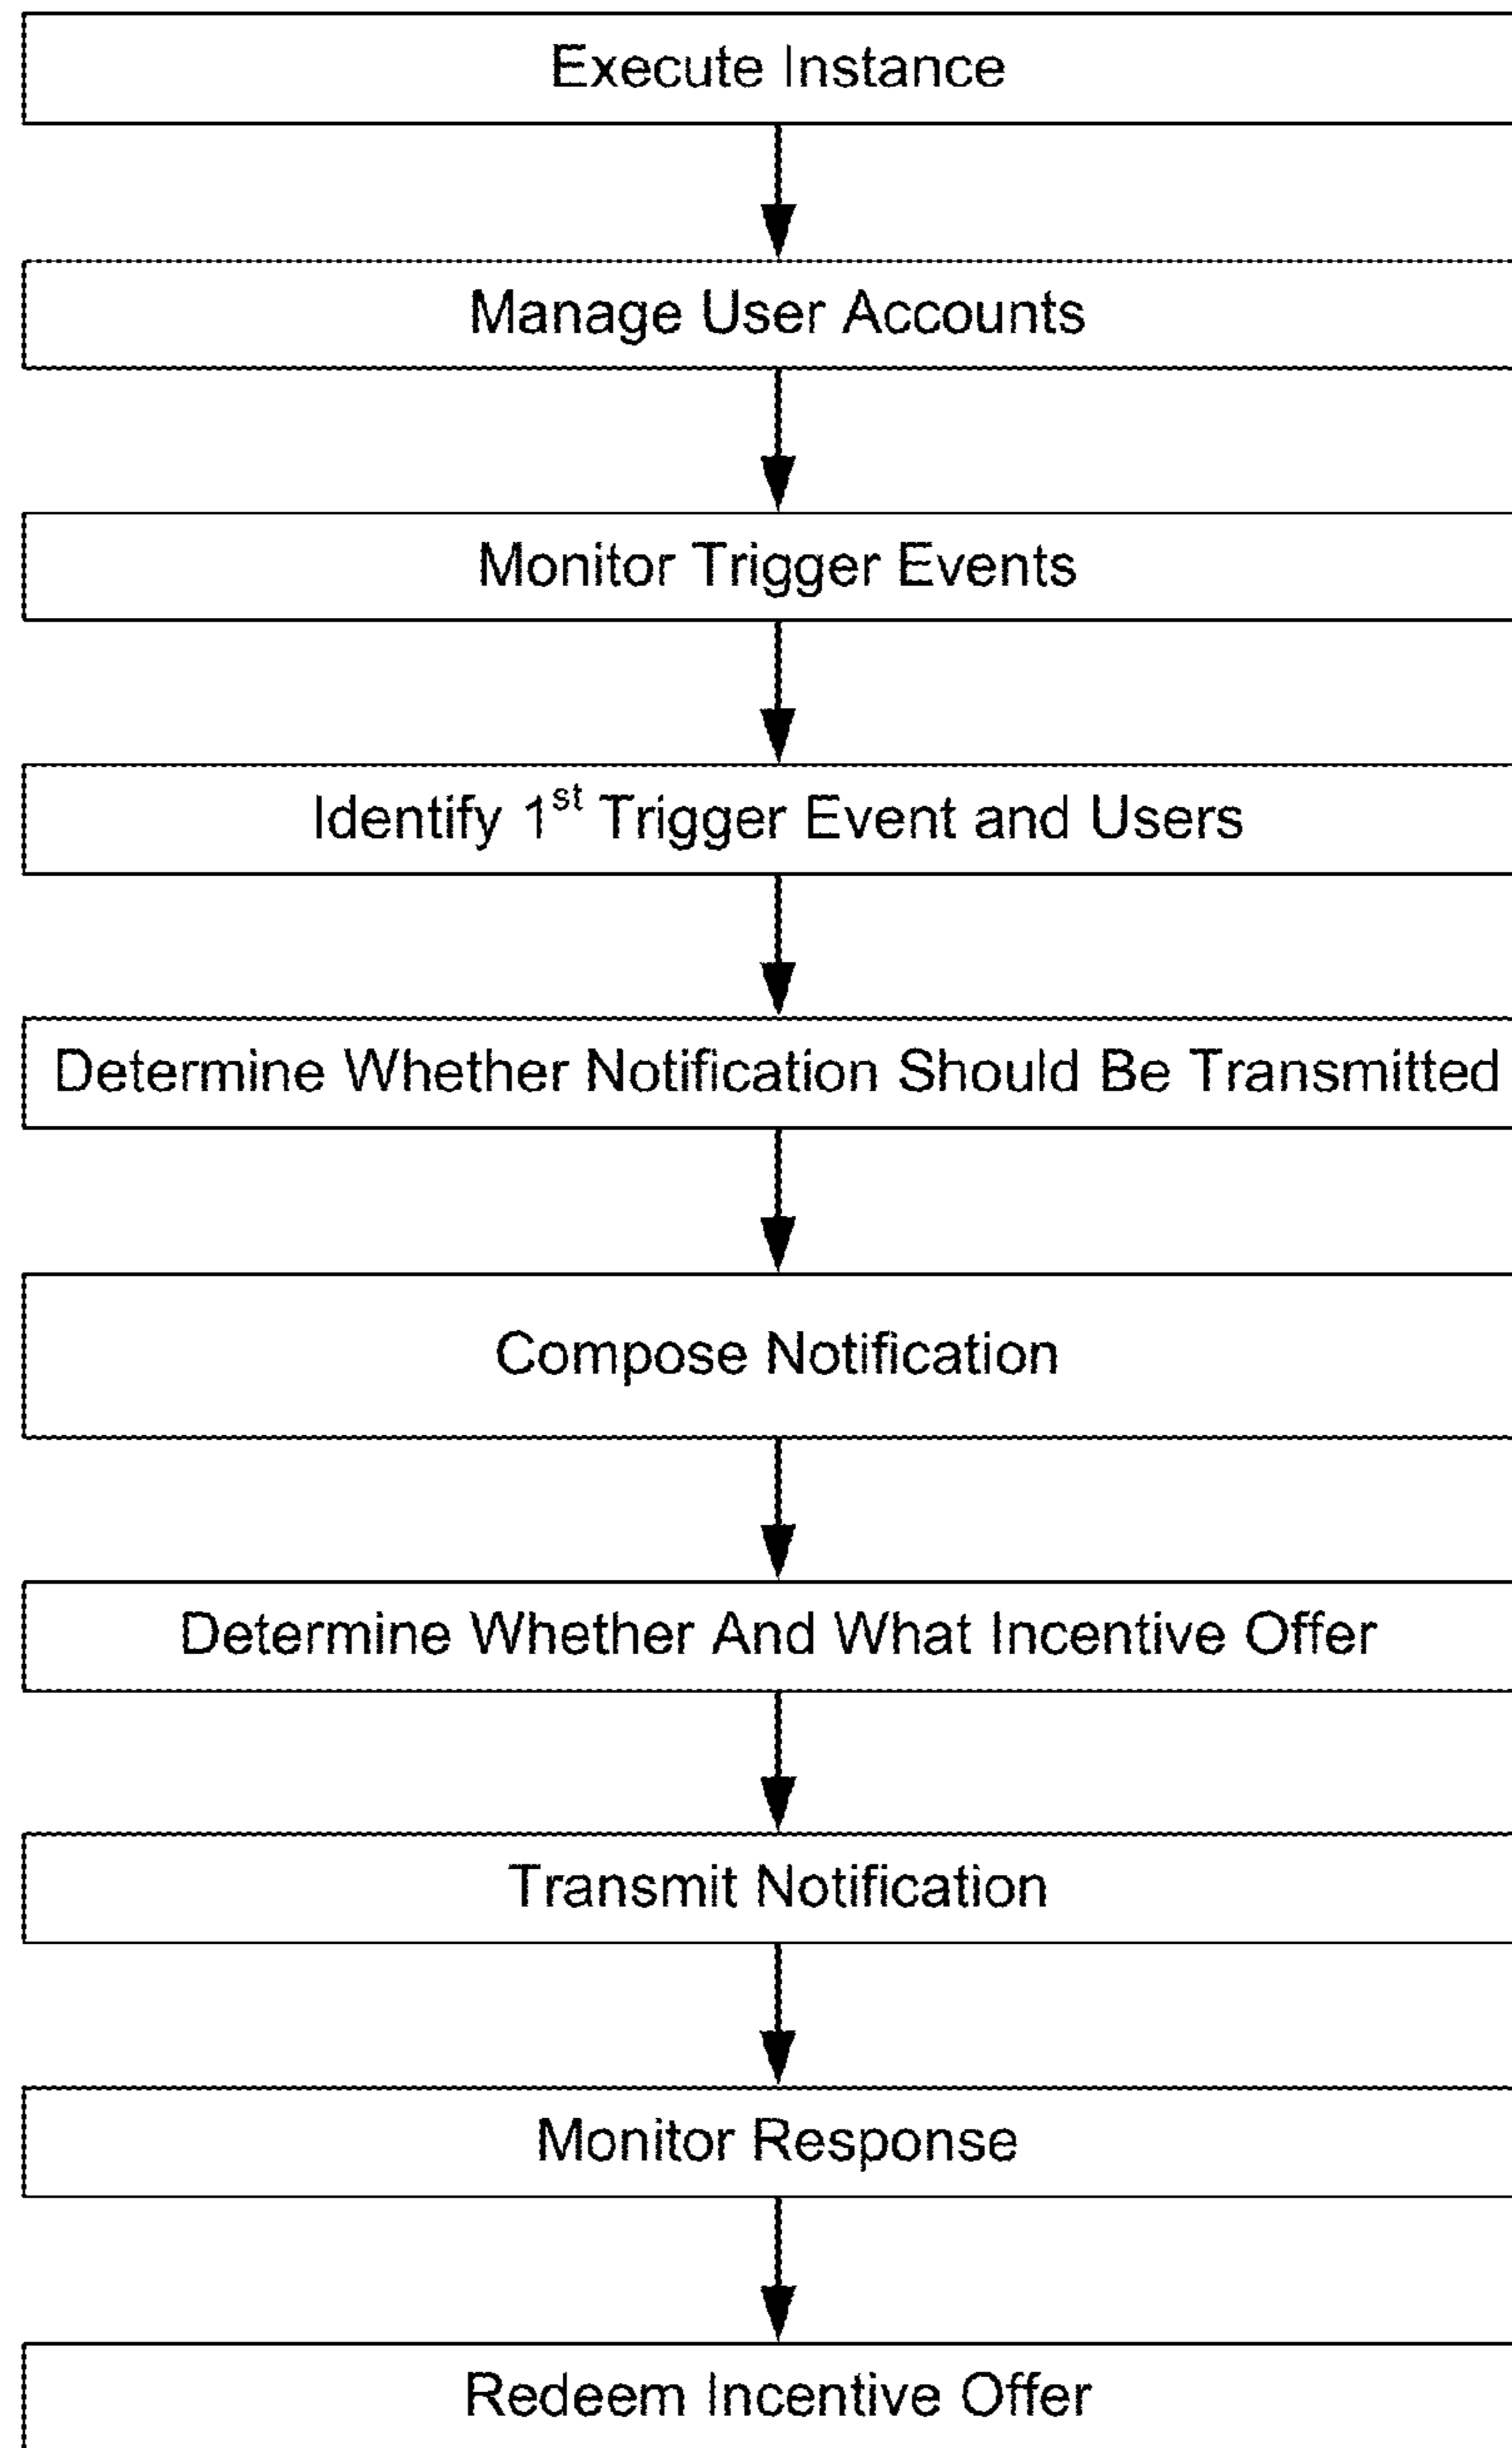 Execute Instance
Manage User Accounts
Monitor Trigger Events
Identify 1st Trigger Event and Users
Determine Whether Notification Should Be Transmitted
Compose Notification
Determine Whether And What Incentive Offer
Transmit Notification
Monitor Response
Redeem Incentive Offer